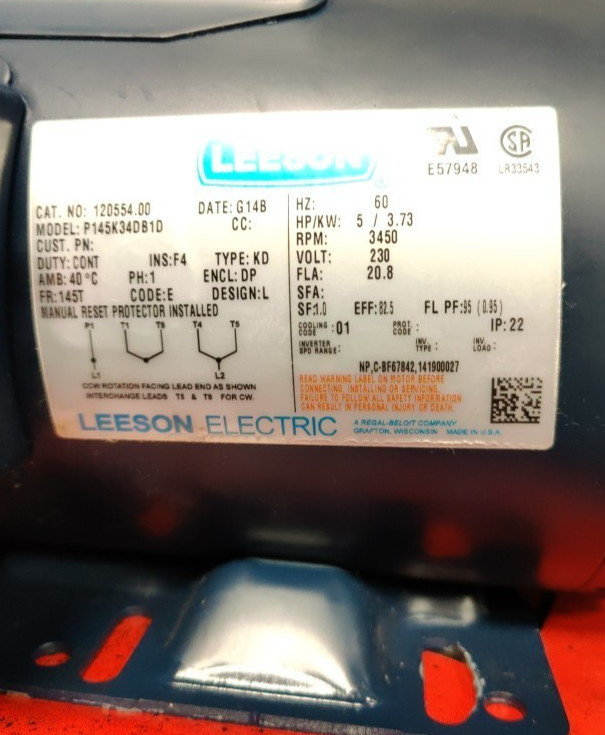 LEESON
®
E57948
LR33543
CAT. NO: 120554.00 DATE: G14B
MODEL: P145K34DB1D CC:
CUST. PN:
DUTY: CONT INS: F4 TYPE: KD
AMB: 40 °C PH: 1 ENCL: DP
FR: 145T CODE: E DESIGN: L
MANUAL RESET PROTECTOR INSTALLED
P1 T1 T8 T4 T5
L1 L2
CCW ROTATION FACING LEAD END AS SHOWN
INTERCHANGE LEADS T5 & T8 FOR CW.
HZ: 60
HP/KW: 5 / 3.73
RPM: 3450
VOLT: 230
FLA: 20.8
SFA:
SF: 1.0 EFF: 82.5 FL PF: 95 (0.95)
COOLING CODE : 01 PROT. CODE : IP: 22
INVERTER SPD RANGE: INV. TYPE : INV. LOAD :
NP,C-BF67842,141900027
READ WARNING LABEL ON MOTOR BEFORE
CONNECTING, INSTALLING OR SERVICING.
FAILURE TO FOLLOW ALL SAFETY INFORMATION
CAN RESULT IN PERSONAL INJURY OR DEATH.
LEESON ELECTRIC
A REGAL-BELOIT COMPANY
GRAFTON, WISCONSIN MADE IN U.S.A.